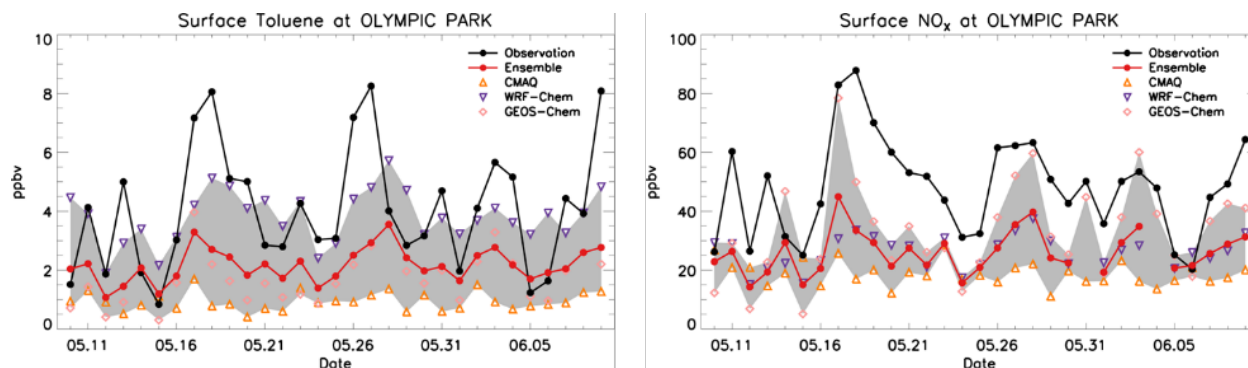 Surface Toluene at OLYMPIC PARK
10
8
6
4
2
0
ppbv
Observation
Ensemble
CMAQ
WRF-Chem
GEOS-Chem
05.11 05.16 05.21 05.26 05.31 06.05
Date
Surface NOx at OLYMPIC PARK
100
80
60
40
20
0
ppbv
Observation
Ensemble
CMAQ
WRF-Chem
GEOS-Chem
05.11 05.16 05.21 05.26 05.31 06.05
Date